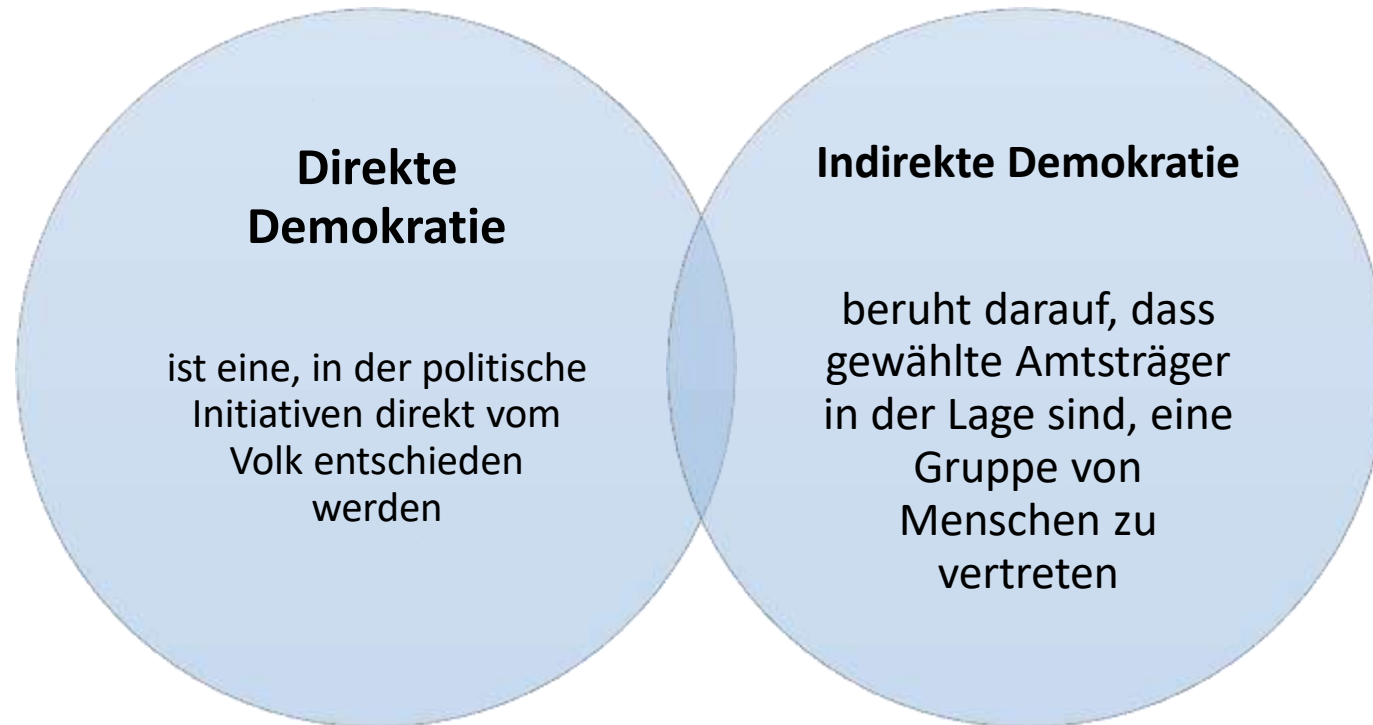 Direkte
Demokratie
ist eine, in der politische
Initiativen direkt vom
Volk entschieden
werden
Indirekte Demokratie
beruht darauf, dass
gewählte Amtsträger
in der Lage sind, eine
Gruppe von
Menschen zu
vertreten